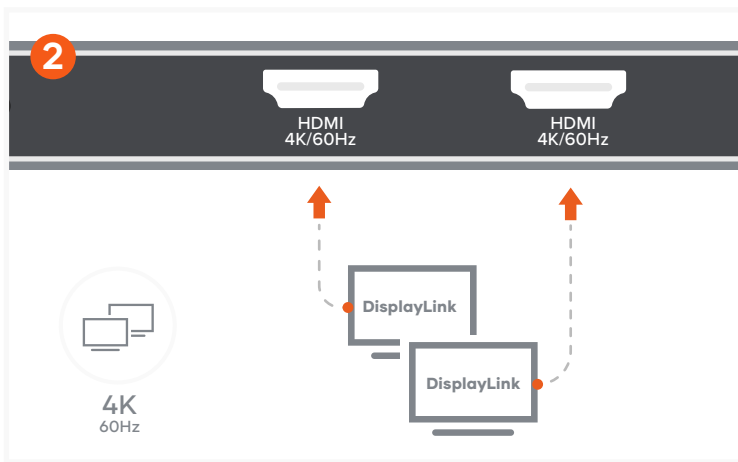 2
HDMI
4K/60Hz
HDMI
4K/60Hz
DisplayLink
DisplayLink
4K
60Hz